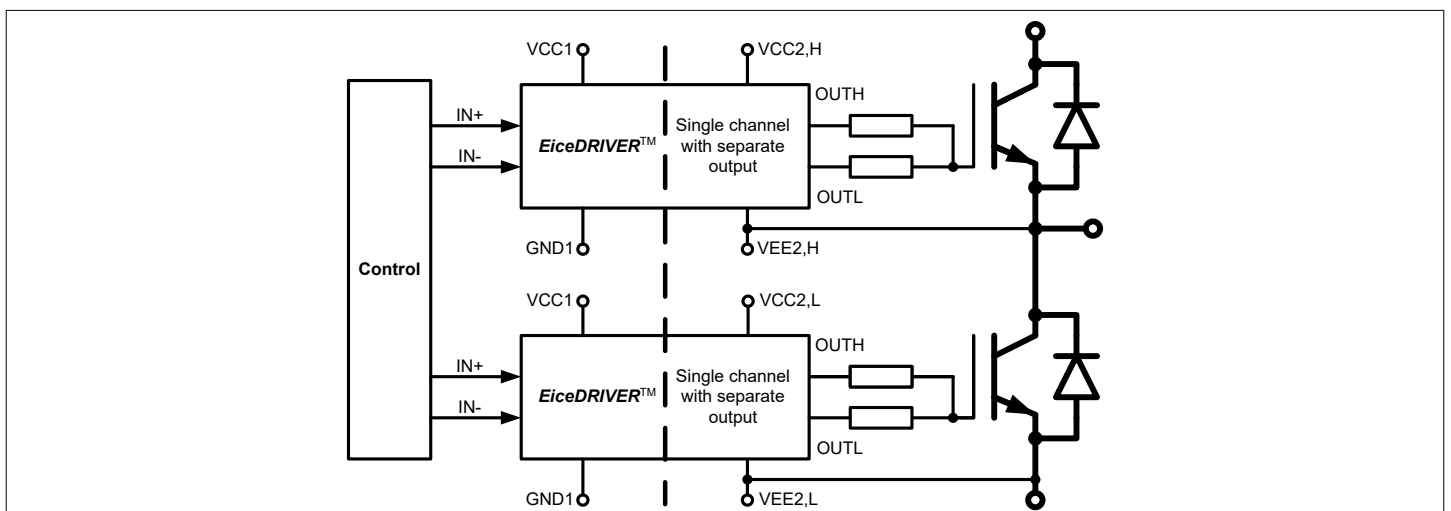 VCC1
VCC2,H
OUTH
IN+
EiceDRIVER™
Single channel
with separate
output
IN-
OUTL
GND1
VEE2,H
Control
VCC1
VCC2,L
OUTH
IN+
EiceDRIVER™
Single channel
with separate
output
IN-
OUTL
GND1
VEE2,L